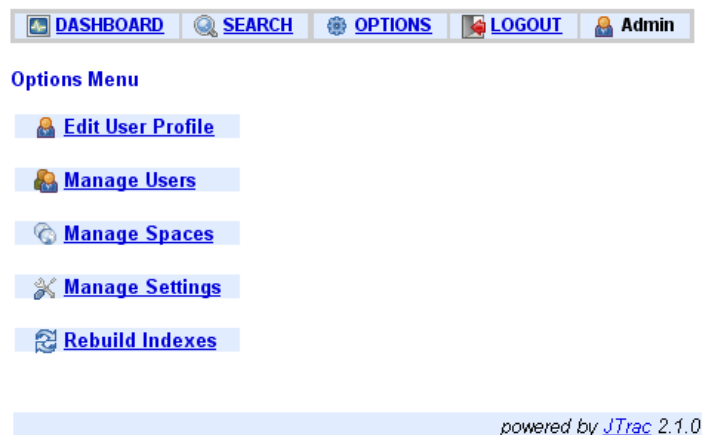 DASHBOARD SEARCH OPTIONS LOGOUT Admin
Options Menu
Edit User Profile
Manage Users
Manage Spaces
Manage Settings
Rebuild Indexes
powered by JTrac 2.1.0